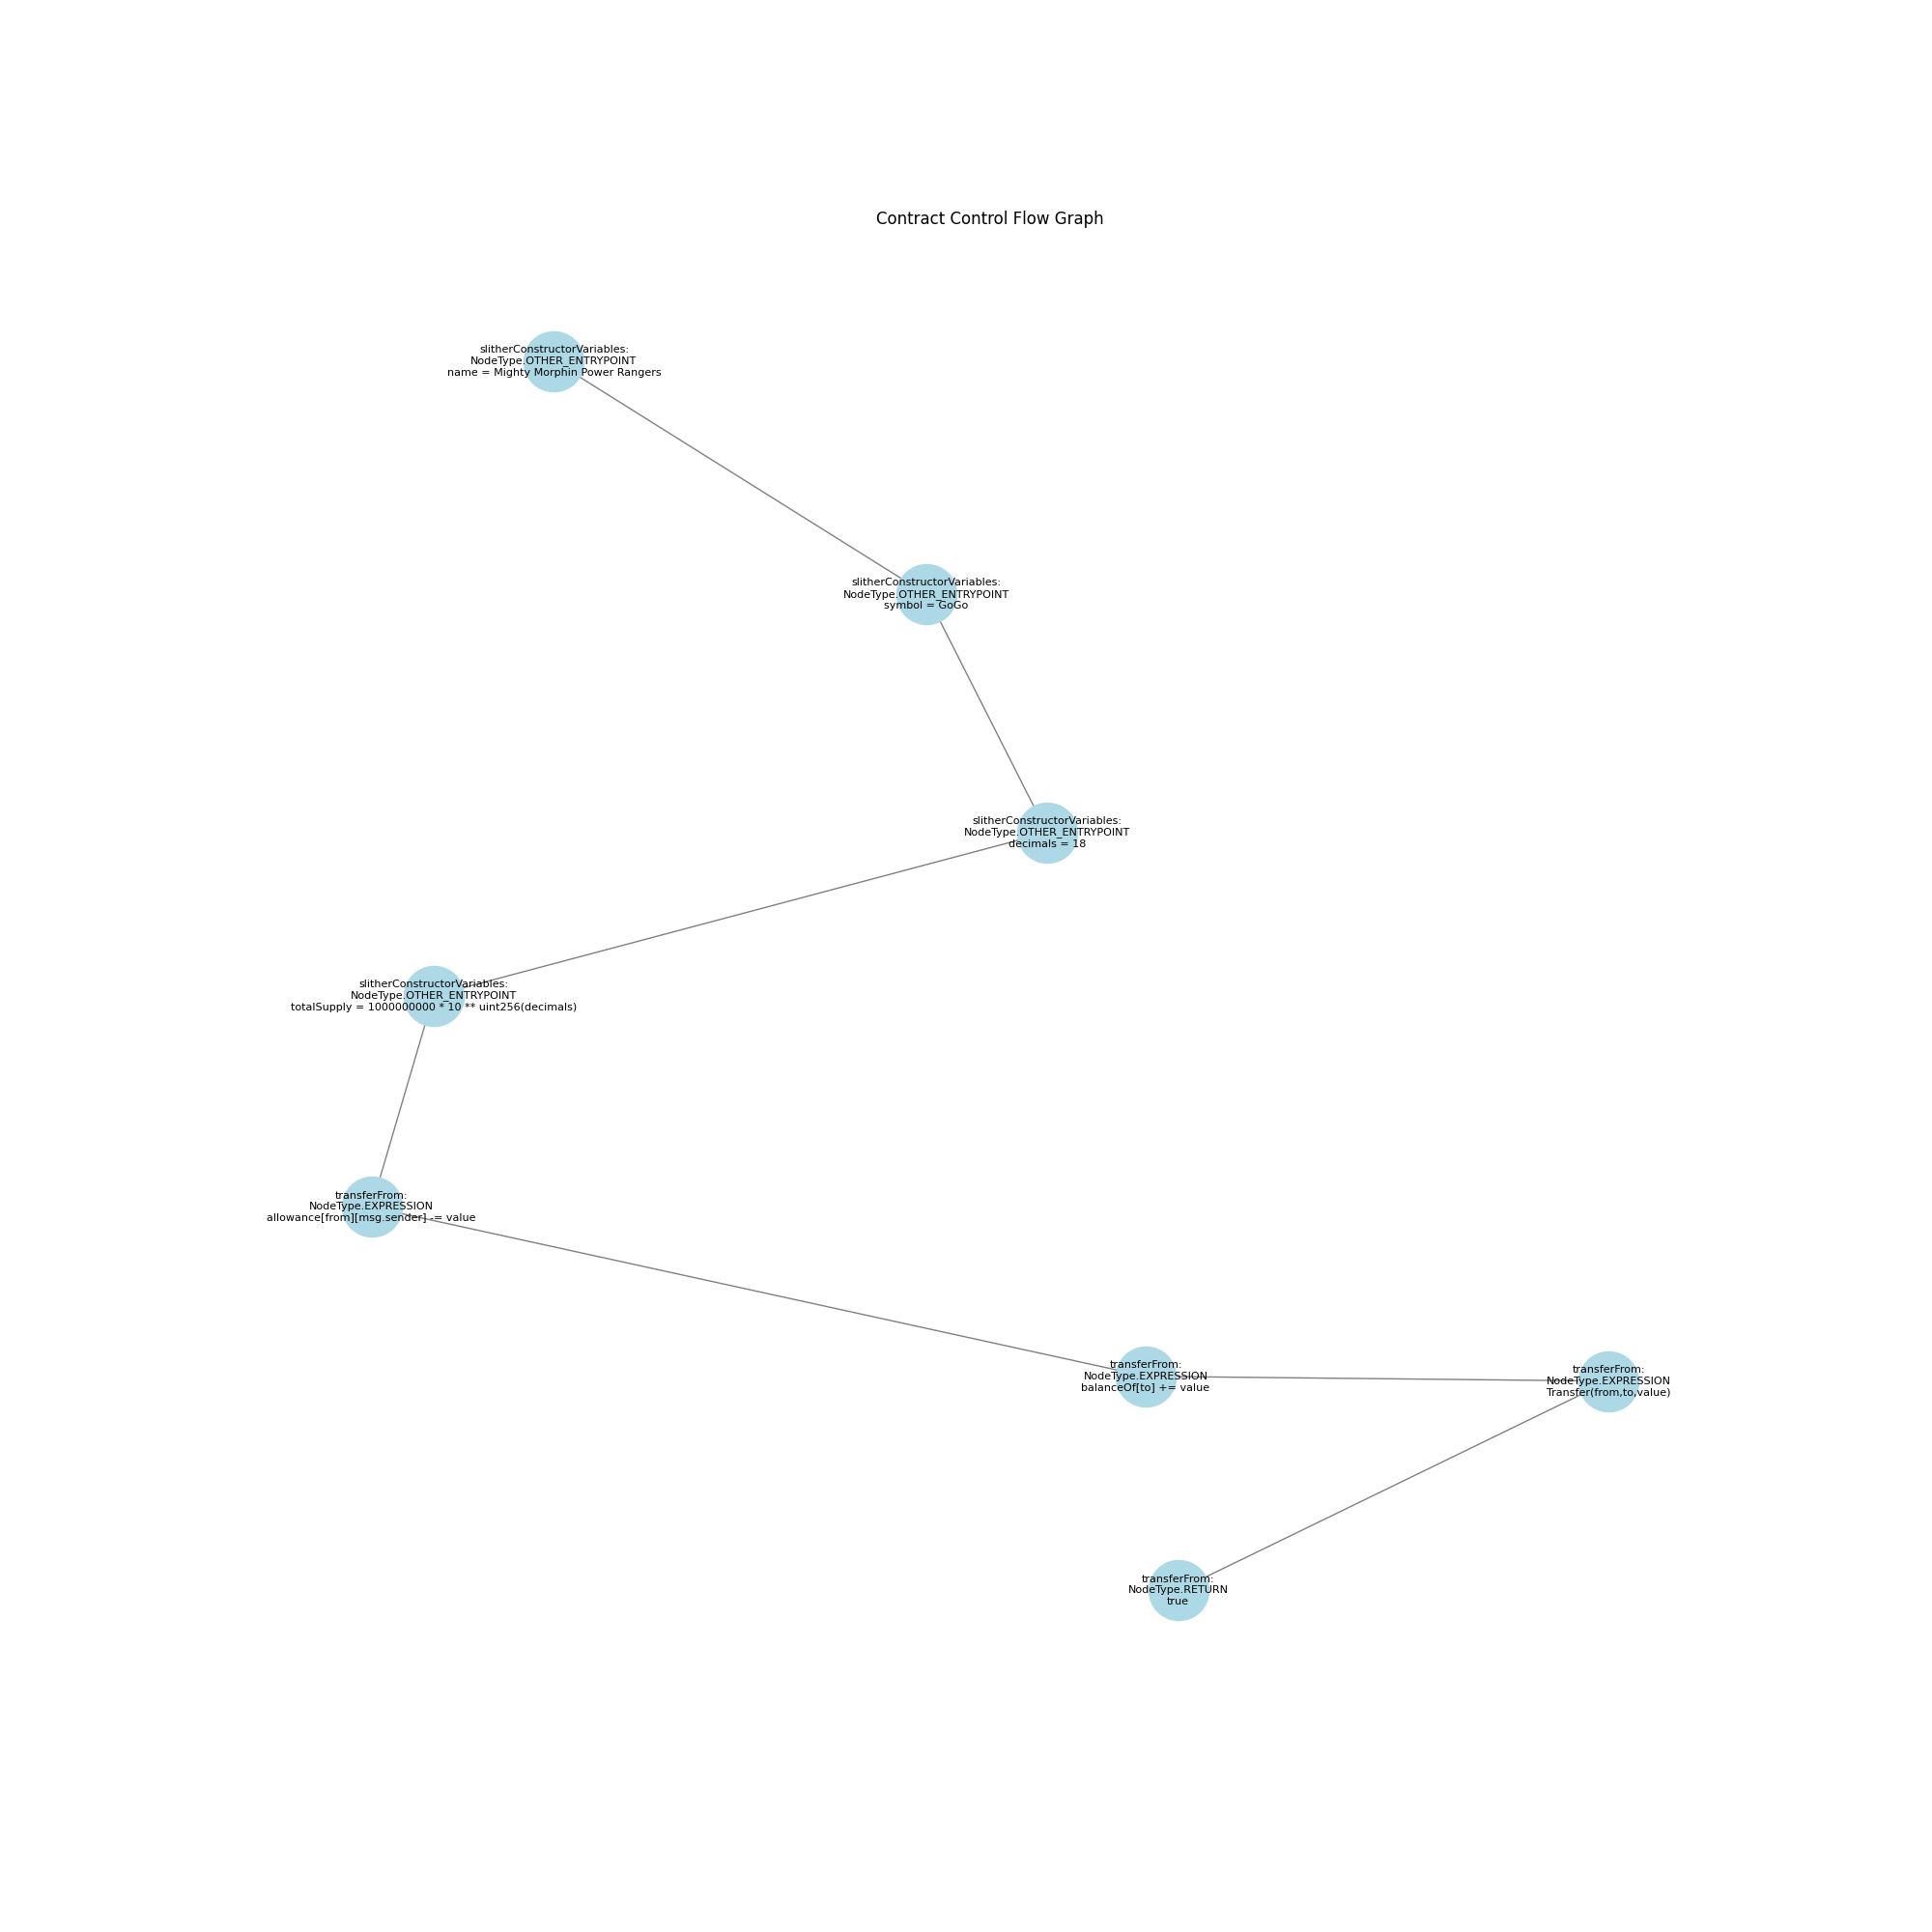 Contract Control Flow Graph
slitherConstructorVariables:
NodeType.OTHER_ENTRYPOINT
name = Mighty Morphin Power Rangers
slitherConstructorVariables:
NodeType.OTHER_ENTRYPOINT
symbol = GoGo
slitherConstructorVariables:
NodeType.OTHER_ENTRYPOINT
decimals = 18
slitherConstructorVariables:
NodeType.OTHER_ENTRYPOINT
totalSupply = 1000000000 * 10 ** uint256(decimals)
transferFrom:
NodeType.EXPRESSION
allowance[from][msg.sender] -= value
transferFrom:
NodeType.EXPRESSION
balanceOf[to] += value
transferFrom:
NodeType.EXPRESSION
Transfer(from,to,value)
transferFrom:
NodeType.RETURN
true